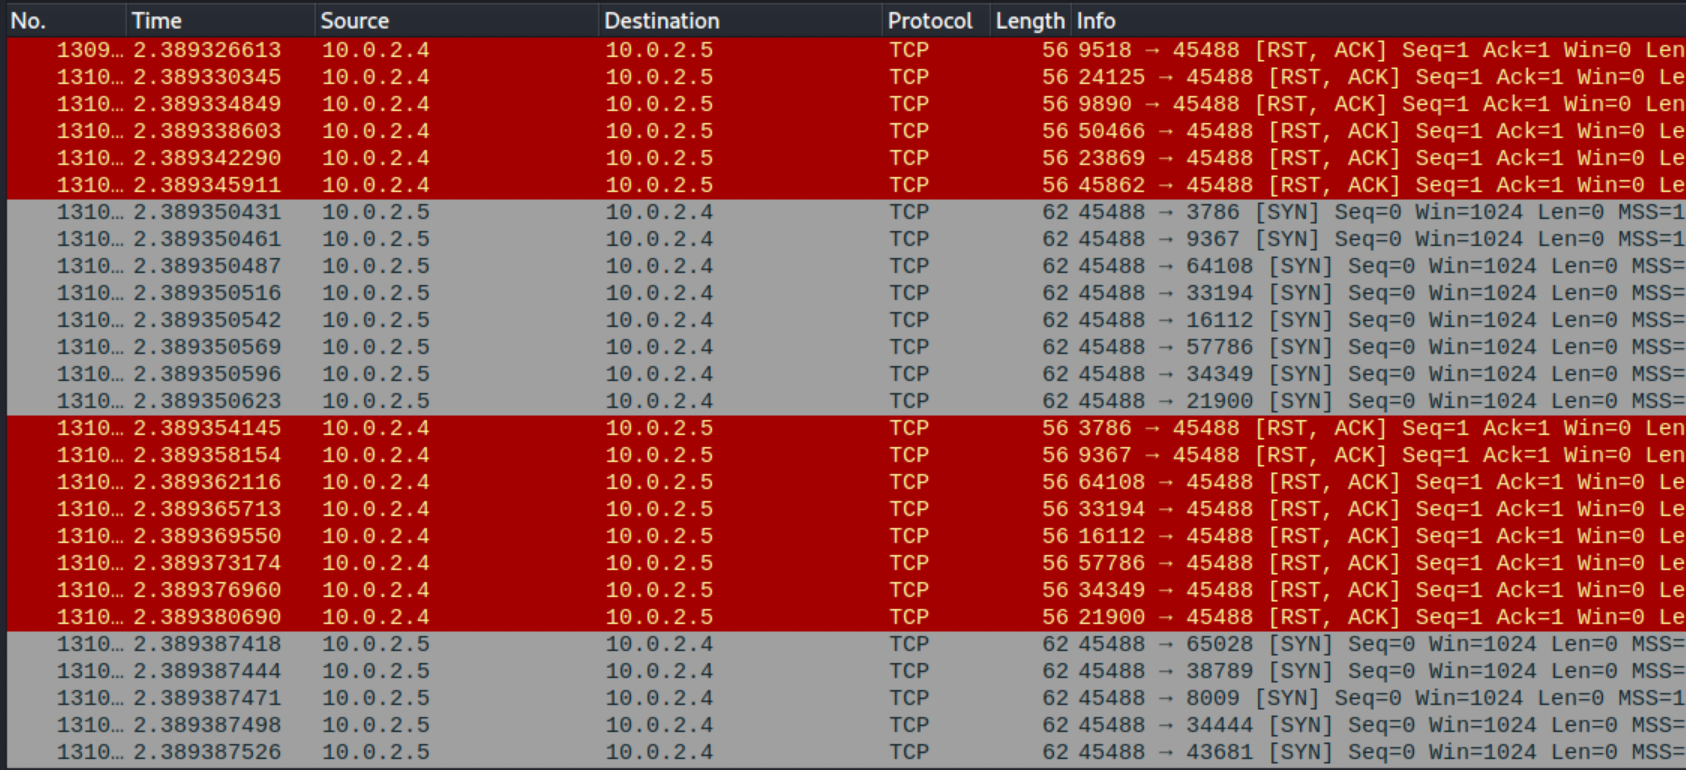 No. Time Source Destination Protocol Length Info
1309… 2.389326613 10.0.2.4 10.0.2.5 TCP 56 9518 → 45488 [RST, ACK] Seq=1 Ack=1 Win=0 Len
1310… 2.389330345 10.0.2.4 10.0.2.5 TCP 56 24125 → 45488 [RST, ACK] Seq=1 Ack=1 Win=0 Le
1310… 2.389334849 10.0.2.4 10.0.2.5 TCP 56 9890 → 45488 [RST, ACK] Seq=1 Ack=1 Win=0 Len
1310… 2.389338603 10.0.2.4 10.0.2.5 TCP 56 50466 → 45488 [RST, ACK] Seq=1 Ack=1 Win=0 Le
1310… 2.389342290 10.0.2.4 10.0.2.5 TCP 56 23869 → 45488 [RST, ACK] Seq=1 Ack=1 Win=0 Le
1310… 2.389345911 10.0.2.4 10.0.2.5 TCP 56 45862 → 45488 [RST, ACK] Seq=1 Ack=1 Win=0 Le
1310… 2.389350431 10.0.2.5 10.0.2.4 TCP 62 45488 → 3786 [SYN] Seq=0 Win=1024 Len=0 MSS=1
1310… 2.389350461 10.0.2.5 10.0.2.4 TCP 62 45488 → 9367 [SYN] Seq=0 Win=1024 Len=0 MSS=1
1310… 2.389350487 10.0.2.5 10.0.2.4 TCP 62 45488 → 64108 [SYN] Seq=0 Win=1024 Len=0 MSS=
1310… 2.389350516 10.0.2.5 10.0.2.4 TCP 62 45488 → 33194 [SYN] Seq=0 Win=1024 Len=0 MSS=
1310… 2.389350542 10.0.2.5 10.0.2.4 TCP 62 45488 → 16112 [SYN] Seq=0 Win=1024 Len=0 MSS=
1310… 2.389350569 10.0.2.5 10.0.2.4 TCP 62 45488 → 57786 [SYN] Seq=0 Win=1024 Len=0 MSS=
1310… 2.389350596 10.0.2.5 10.0.2.4 TCP 62 45488 → 34349 [SYN] Seq=0 Win=1024 Len=0 MSS=
1310… 2.389350623 10.0.2.5 10.0.2.4 TCP 62 45488 → 21900 [SYN] Seq=0 Win=1024 Len=0 MSS=
1310… 2.389354145 10.0.2.4 10.0.2.5 TCP 56 3786 → 45488 [RST, ACK] Seq=1 Ack=1 Win=0 Len
1310… 2.389358154 10.0.2.4 10.0.2.5 TCP 56 9367 → 45488 [RST, ACK] Seq=1 Ack=1 Win=0 Len
1310… 2.389362116 10.0.2.4 10.0.2.5 TCP 56 64108 → 45488 [RST, ACK] Seq=1 Ack=1 Win=0 Le
1310… 2.389365713 10.0.2.4 10.0.2.5 TCP 56 33194 → 45488 [RST, ACK] Seq=1 Ack=1 Win=0 Le
1310… 2.389369550 10.0.2.4 10.0.2.5 TCP 56 16112 → 45488 [RST, ACK] Seq=1 Ack=1 Win=0 Le
1310… 2.389373174 10.0.2.4 10.0.2.5 TCP 56 57786 → 45488 [RST, ACK] Seq=1 Ack=1 Win=0 Le
1310… 2.389376960 10.0.2.4 10.0.2.5 TCP 56 34349 → 45488 [RST, ACK] Seq=1 Ack=1 Win=0 Le
1310… 2.389380690 10.0.2.4 10.0.2.5 TCP 56 21900 → 45488 [RST, ACK] Seq=1 Ack=1 Win=0 Le
1310… 2.389387418 10.0.2.5 10.0.2.4 TCP 62 45488 → 65028 [SYN] Seq=0 Win=1024 Len=0 MSS=
1310… 2.389387444 10.0.2.5 10.0.2.4 TCP 62 45488 → 38789 [SYN] Seq=0 Win=1024 Len=0 MSS=
1310… 2.389387471 10.0.2.5 10.0.2.4 TCP 62 45488 → 8009 [SYN] Seq=0 Win=1024 Len=0 MSS=1
1310… 2.389387498 10.0.2.5 10.0.2.4 TCP 62 45488 → 34444 [SYN] Seq=0 Win=1024 Len=0 MSS=
1310… 2.389387526 10.0.2.5 10.0.2.4 TCP 62 45488 → 43681 [SYN] Seq=0 Win=1024 Len=0 MSS=